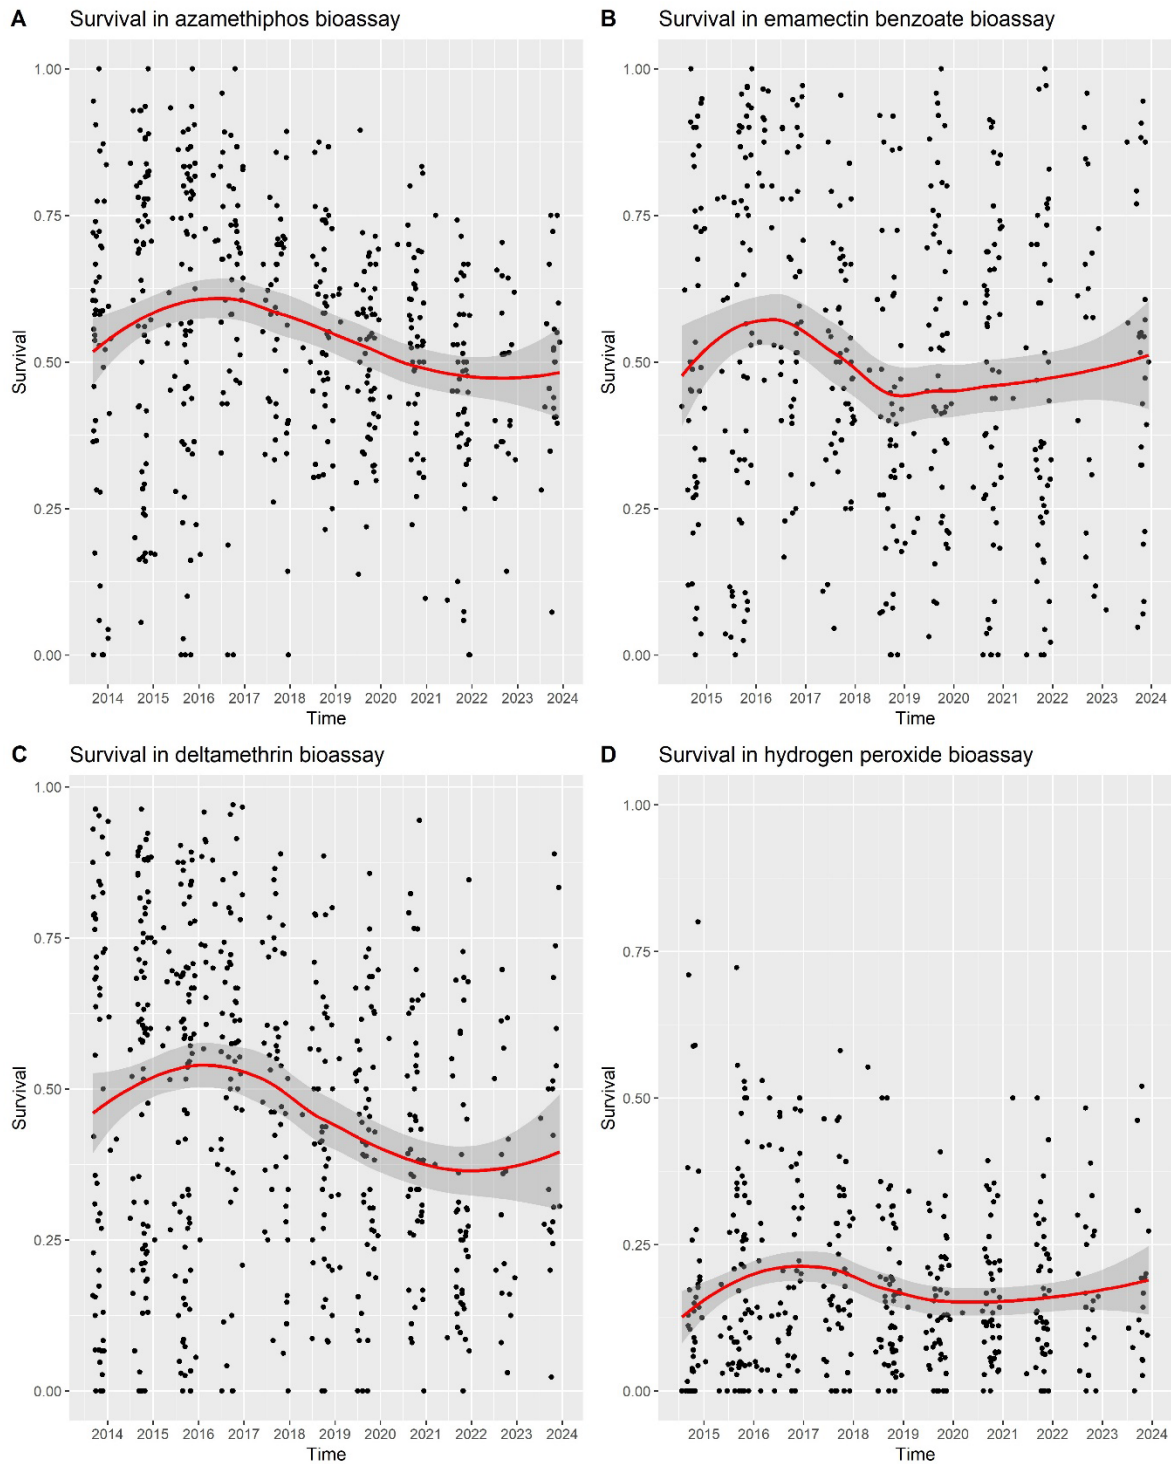 A Survival in azamethiphos bioassay
1.00
0.75
0.50
0.25
0.00
Survival
2014 2015 2016 2017 2018 2019 2020 2021 2022 2023 2024
Time
B Survival in emamectin benzoate bioassay
1.00
0.75
0.50
0.25
0.00
Survival
2015 2016 2017 2018 2019 2020 2021 2022 2023 2024
Time
C Survival in deltamethrin bioassay
1.00
0.75
0.50
0.25
0.00
Survival
2014 2015 2016 2017 2018 2019 2020 2021 2022 2023 2024
Time
D Survival in hydrogen peroxide bioassay
1.00
0.75
0.50
0.25
0.00
Survival
2015 2016 2017 2018 2019 2020 2021 2022 2023 2024
Time